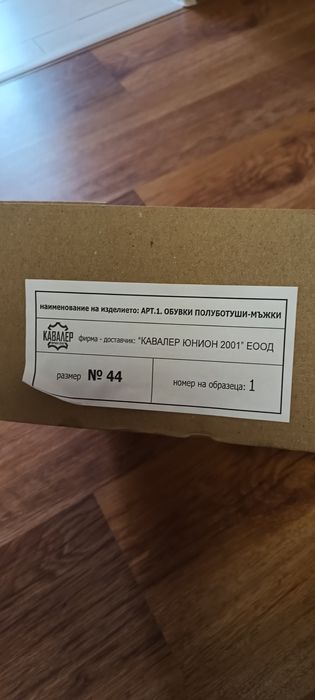 наименование на изделието: АРТ.1. ОБУВКИ ПОЛУБОТУШИ-МЪЖКИ
КАВАЛЕР
фирма - доставчик: "КАВАЛЕР ЮНИОН 2001" ЕООД
размер № 44
номер на образеца: 1